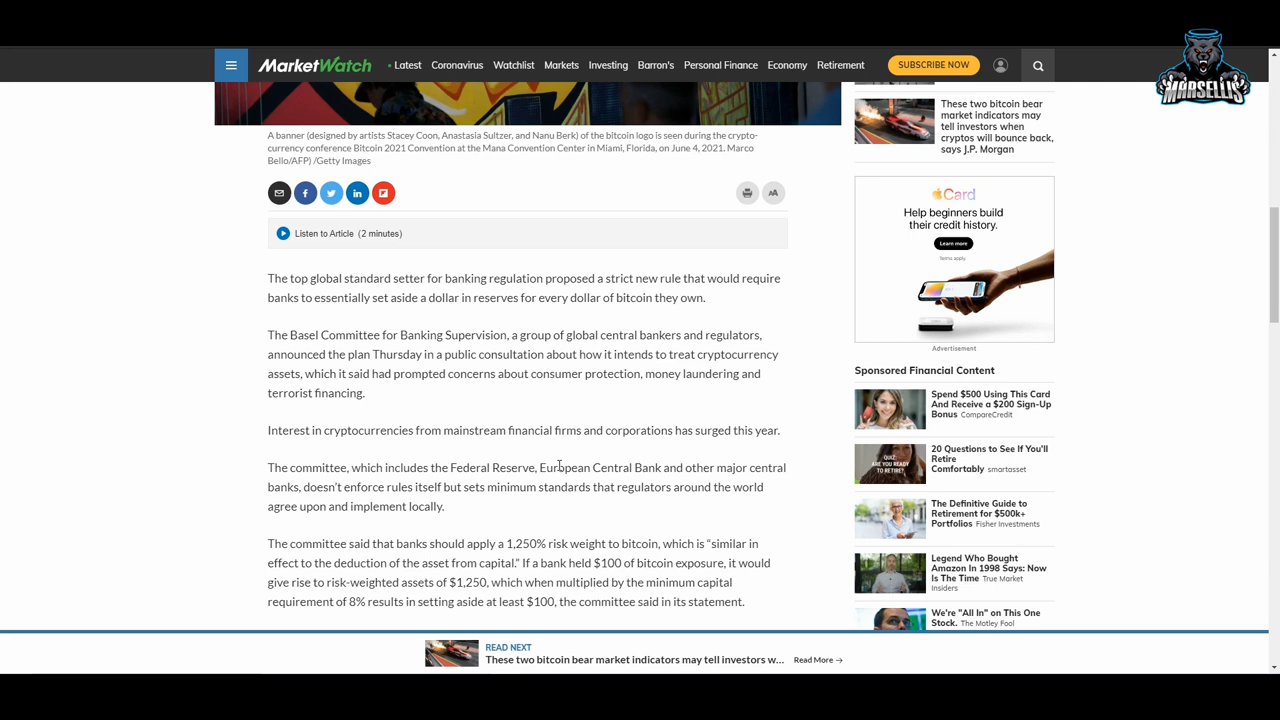 MarketWatch
Latest Coronavirus Watchlist Markets Investing Barron's Personal Finance Economy Retirement
SUBSCRIBE NOW
MARSELLIS
A banner (designed by artists Stacey Coon, Anastasia Sultzer, and Nanu Berk) of the bitcoin logo is seen during the crypto-
currency conference Bitcoin 2021 Convention at the Mana Convention Center in Miami, Florida, on June 4, 2021. Marco
Bello/AFP) /Getty Images
AA
Listen to Article (2 minutes)
The top global standard setter for banking regulation proposed a strict new rule that would require
banks to essentially set aside a dollar in reserves for every dollar of bitcoin they own.
The Basel Committee for Banking Supervision, a group of global central bankers and regulators,
announced the plan Thursday in a public consultation about how it intends to treat cryptocurrency
assets, which it said had prompted concerns about consumer protection, money laundering and
terrorist financing.
Interest in cryptocurrencies from mainstream financial firms and corporations has surged this year.
The committee, which includes the Federal Reserve, European Central Bank and other major central
banks, doesn't enforce rules itself but sets minimum standards that regulators around the world
agree upon and implement locally.
The committee said that banks should apply a 1,250% risk weight to bitcoin, which is “similar in
effect to the deduction of the asset from capital.” If a bank held $100 of bitcoin exposure, it would
give rise to risk-weighted assets of $1,250, which when multiplied by the minimum capital
requirement of 8% results in setting aside at least $100, the committee said in its statement.
These two bitcoin bear
market indicators may
tell investors when
cryptos will bounce back,
says J.P. Morgan
Card
Help beginners build
their credit history.
Learn more
Terms apply.
Advertisement
Sponsored Financial Content
Spend $500 Using This Card
And Receive a $200 Sign-Up
Bonus CompareCredit
QUIZ:
ARE YOU READY
TO RETIRE?
20 Questions to See If You'll
Retire
Comfortably smartasset
The Definitive Guide to
Retirement for $500k+
Portfolios Fisher Investments
Legend Who Bought
Amazon In 1998 Says: Now
Is The Time True Market
Insiders
We're "All In" on This One
Stock. The Motley Fool
READ NEXT
These two bitcoin bear market indicators may tell investors w... Read More →